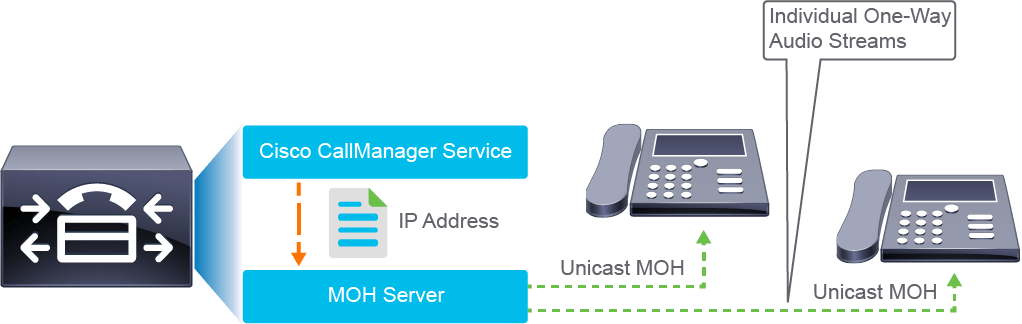 Individual One-Way
Audio Streams
Cisco CallManager Service
IP Address
Unicast MOH
MOH Server
Unicast MOH